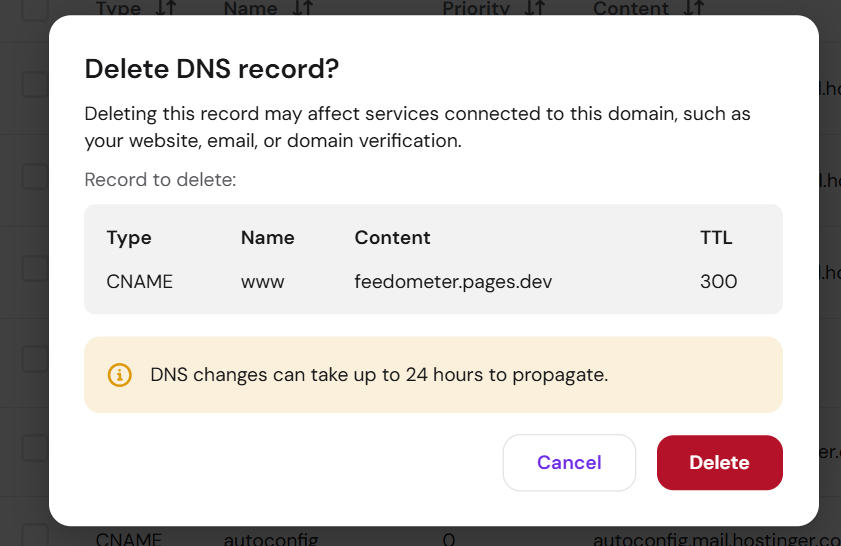 Type Name Priority Content
Delete DNS record?
Deleting this record may affect services connected to this domain, such as
your website, email, or domain verification.
Record to delete:
Type Name Content TTL
CNAME www feedometer.pages.dev 300
DNS changes can take up to 24 hours to propagate.
Cancel Delete
CNAME autoconfig 0 autoconfig.mail.hostinger.co